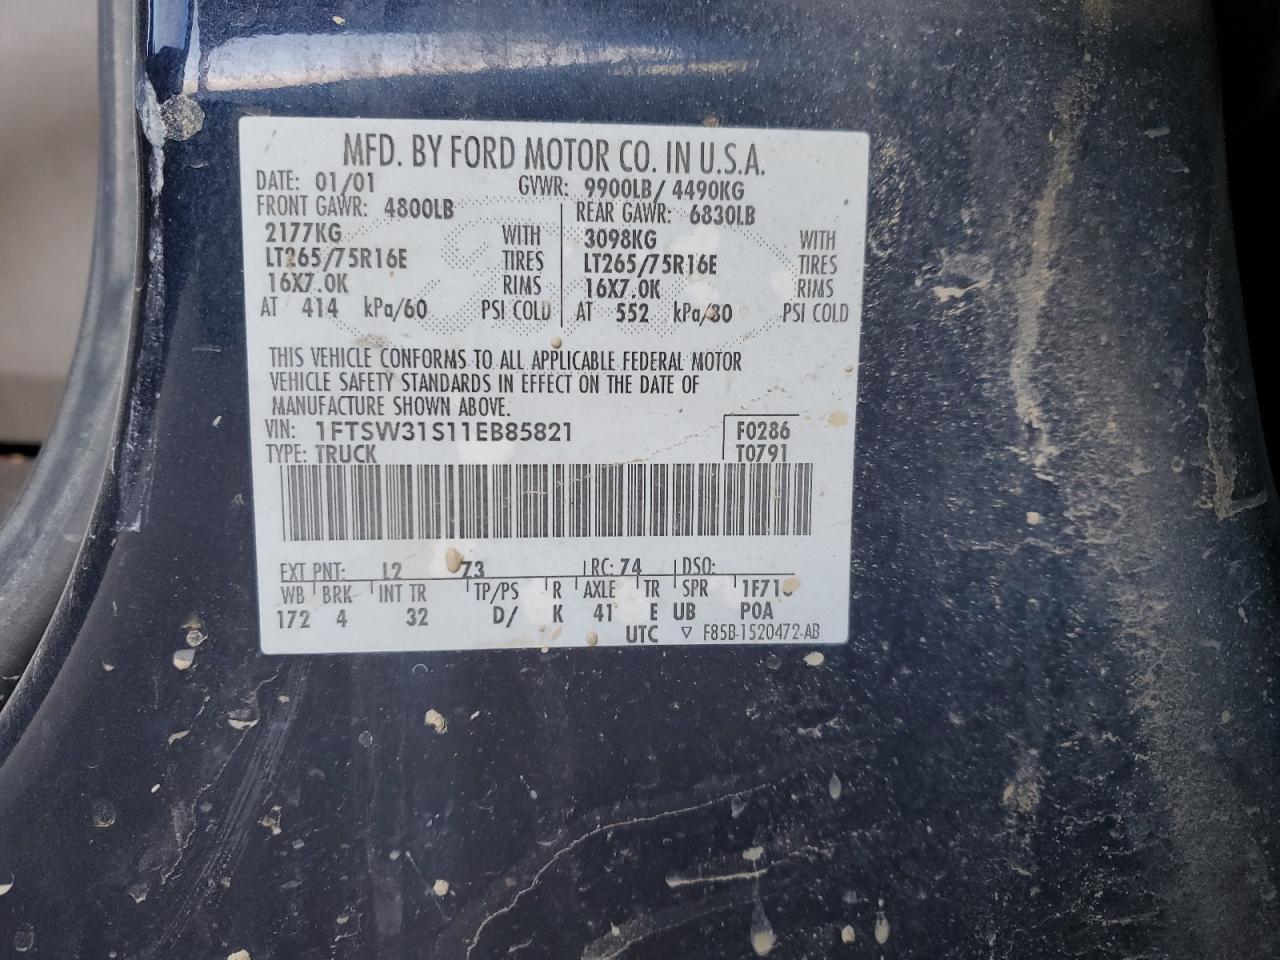 MFD. BY FORD MOTOR CO. IN U.S.A.
DATE: 01/01 GVWR: 9900LB/ 4490KG
FRONT GAWR: 4800LB REAR GAWR: 6830LB
2177KG WITH 3098KG WITH
LT265/75R16E TIRES LT265/75R16E TIRES
16X7.0K RIMS 16X7.0K RIMS
AT 414 kPa/60 PSI COLD AT 552 kPa/80 PSI COLD
THIS VEHICLE CONFORMS TO ALL APPLICABLE FEDERAL MOTOR
VEHICLE SAFETY STANDARDS IN EFFECT ON THE DATE OF
MANUFACTURE SHOWN ABOVE.
VIN: 1FTSW31S11EB85821 F0286
TYPE: TRUCK T0791
EXT PNT: L2 Z3 RC: 74 DSO:
WB BRK INT TR TP/PS R AXLE TR SPR
172 4 32 D/ K 41 E UB P0A
UTC ▽ F85B-1520472-AB